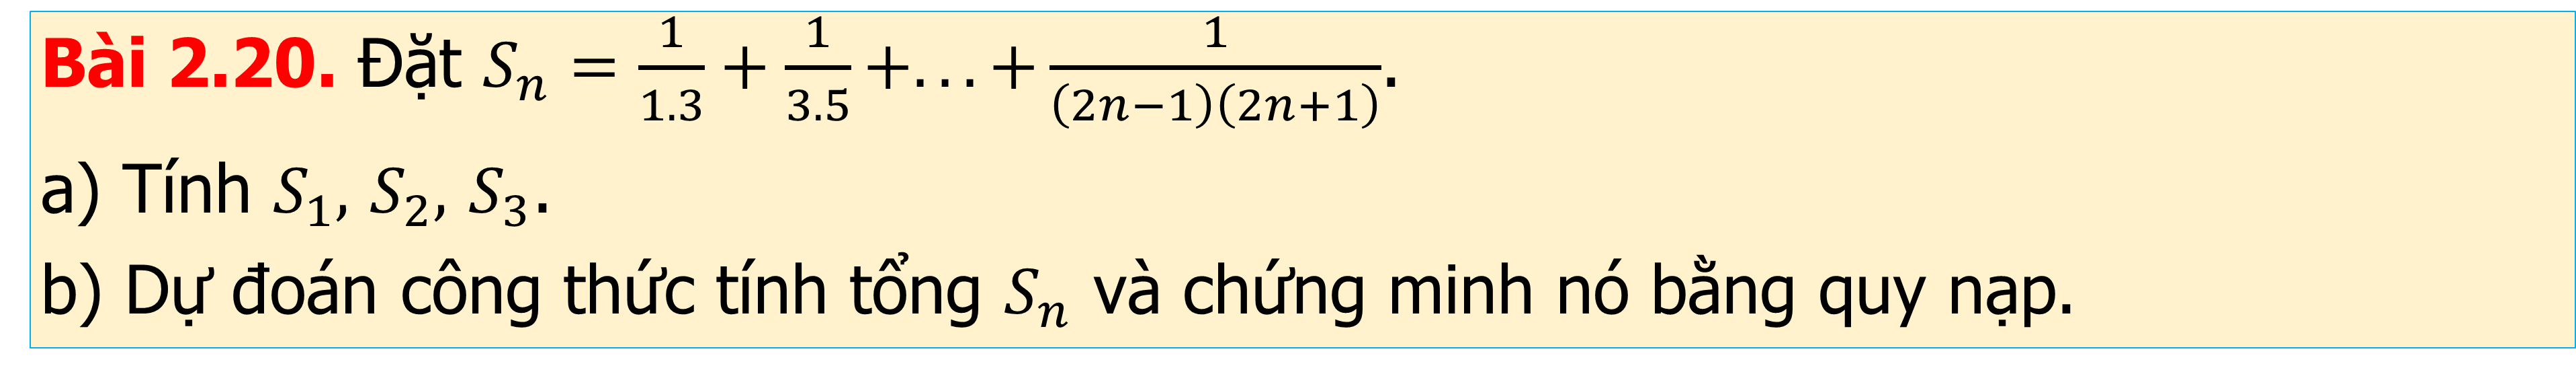 Bài 2.20. Đặt Sₙ = 1/1.3 + 1/3.5 +...+ 1/(2n−1)(2n+1).
a) Tính S₁, S₂, S₃.
b) Dự đoán công thức tính tổng Sₙ và chứng minh nó bằng quy nạp.